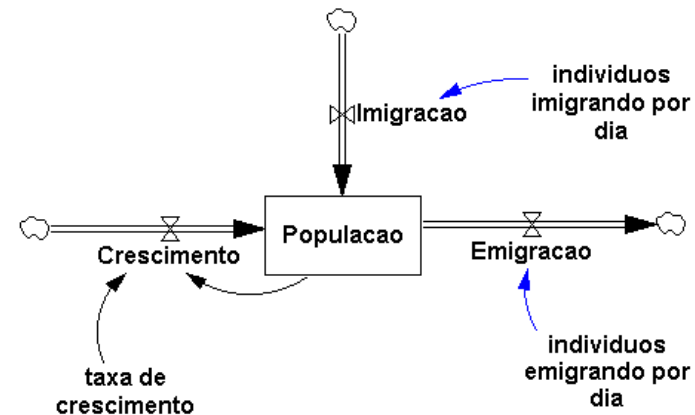 individuos
imigrando por
dia
Imigracao
Populacao
Crescimento
Emigracao
taxa de
crescimento
individuos
emigrando por
dia